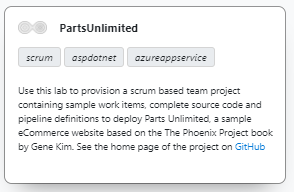 PartsUnlimited
scrum aspdotnet azureappservice
Use this lab to provision a scrum based team project
containing sample work items, complete source code and
pipeline definitions to deploy Parts Unlimited, a sample
eCommerce website based on the The Phoenix Project book
by Gene Kim. See the home page of the project on GitHub